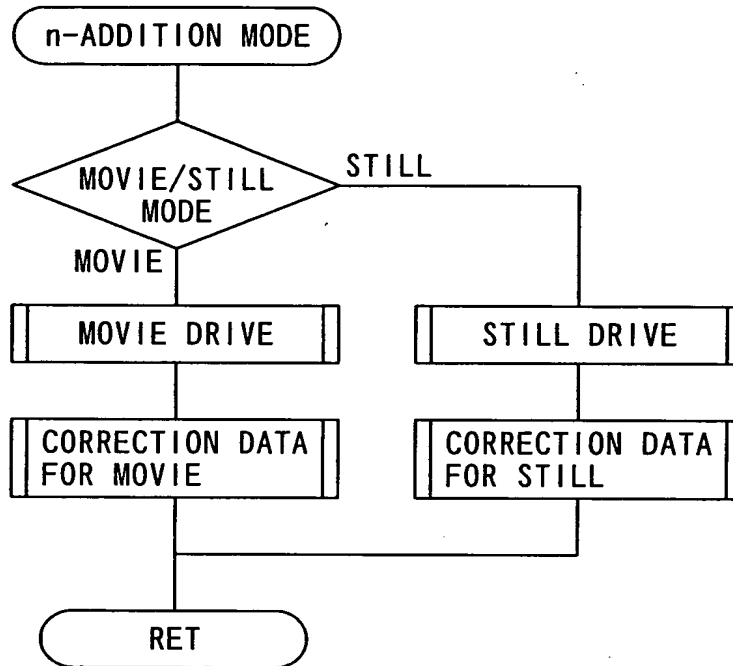 n-ADDITION MODE
MOVIE/STILL
MODE
STILL
MOVIE
MOVIE DRIVE
STILL DRIVE
CORRECTION DATA
FOR MOVIE
CORRECTION DATA
FOR STILL
RET